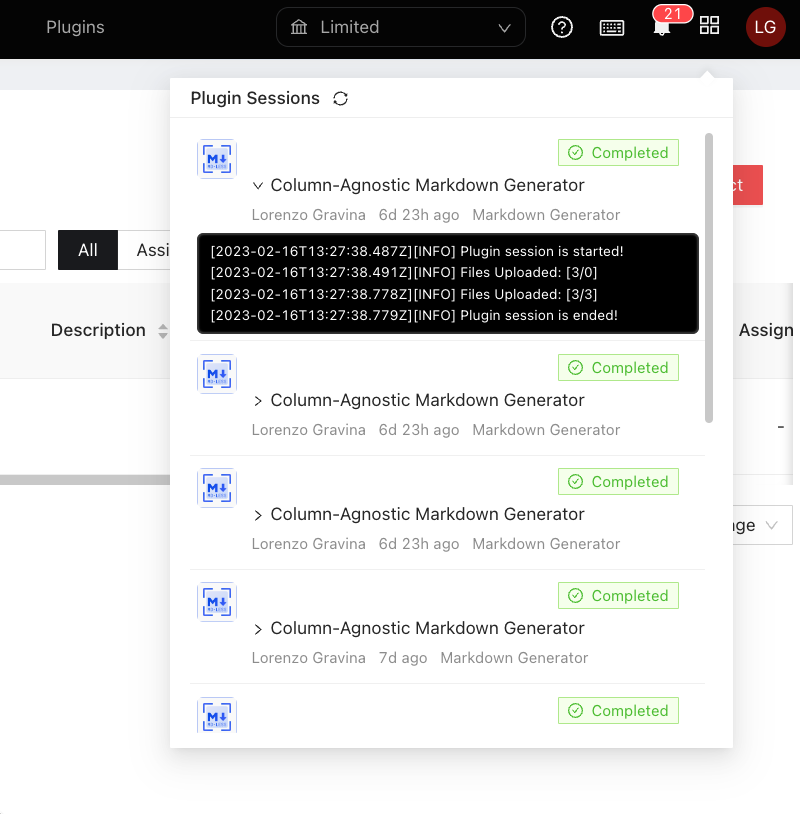 Plugins
Limited
21
LG
Plugin Sessions
Completed
M
Column-Agnostic Markdown Generator
Lorenzo Gravina 6d 23h ago Markdown Generator
[2023-02-16T13:27:38.487Z][INFO] Plugin session is started!
[2023-02-16T13:27:38.491Z][INFO] Files Uploaded: [3/0]
[2023-02-16T13:27:38.778Z][INFO] Files Uploaded: [3/3]
[2023-02-16T13:27:38.779Z][INFO] Plugin session is ended!
ct
All
Assi
Description
Assign
Completed
M
Column-Agnostic Markdown Generator
Lorenzo Gravina 6d 23h ago Markdown Generator
-
Completed
M
Column-Agnostic Markdown Generator
Lorenzo Gravina 6d 23h ago Markdown Generator
age
Completed
M
Column-Agnostic Markdown Generator
Lorenzo Gravina 7d ago Markdown Generator
Completed
M